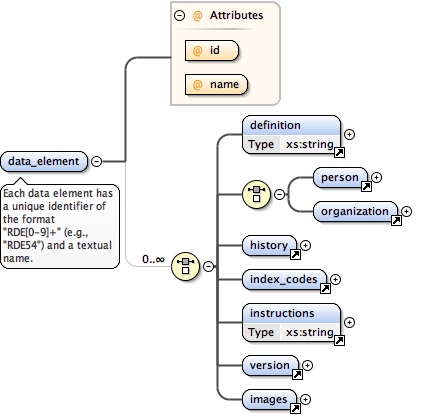 @ Attributes
@ id
@ name
data_element
Each data element has
a unique identifier of
the format
"RDE[0-9]+" (e.g.,
"RDE54") and a textual
name.
0..∞
definition
Type xs:string
person
organization
history
index_codes
instructions
Type xs:string
version
images